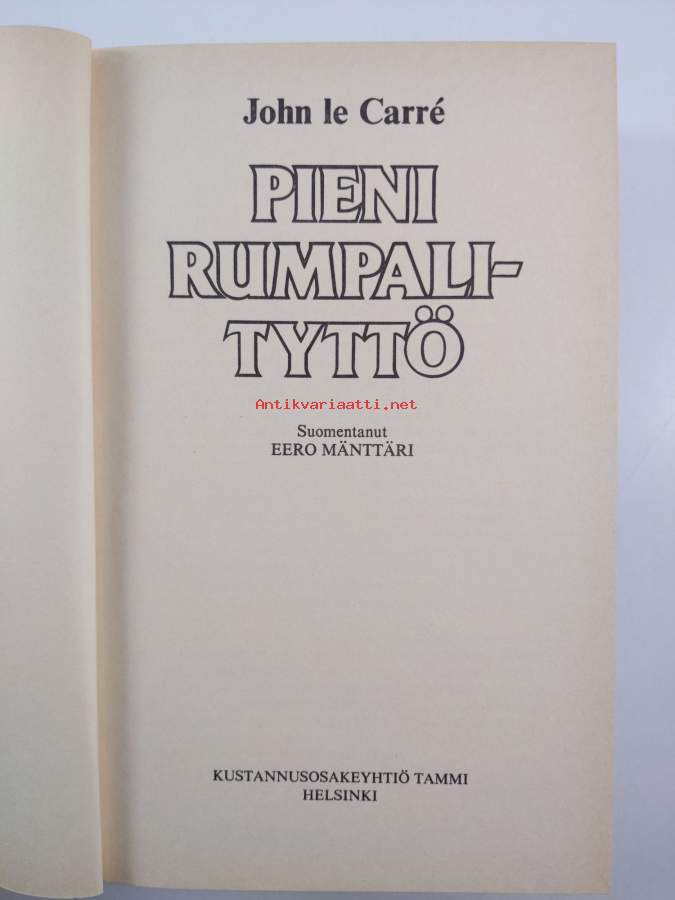 John le Carré
PIENI
RUMPALI-
TYTTÖ
Antikvariaatti.net
Suomentanut
EERO MÄNTTÄRI
KUSTANNUSOSAKEYHTIÖ TAMMI
HELSINKI